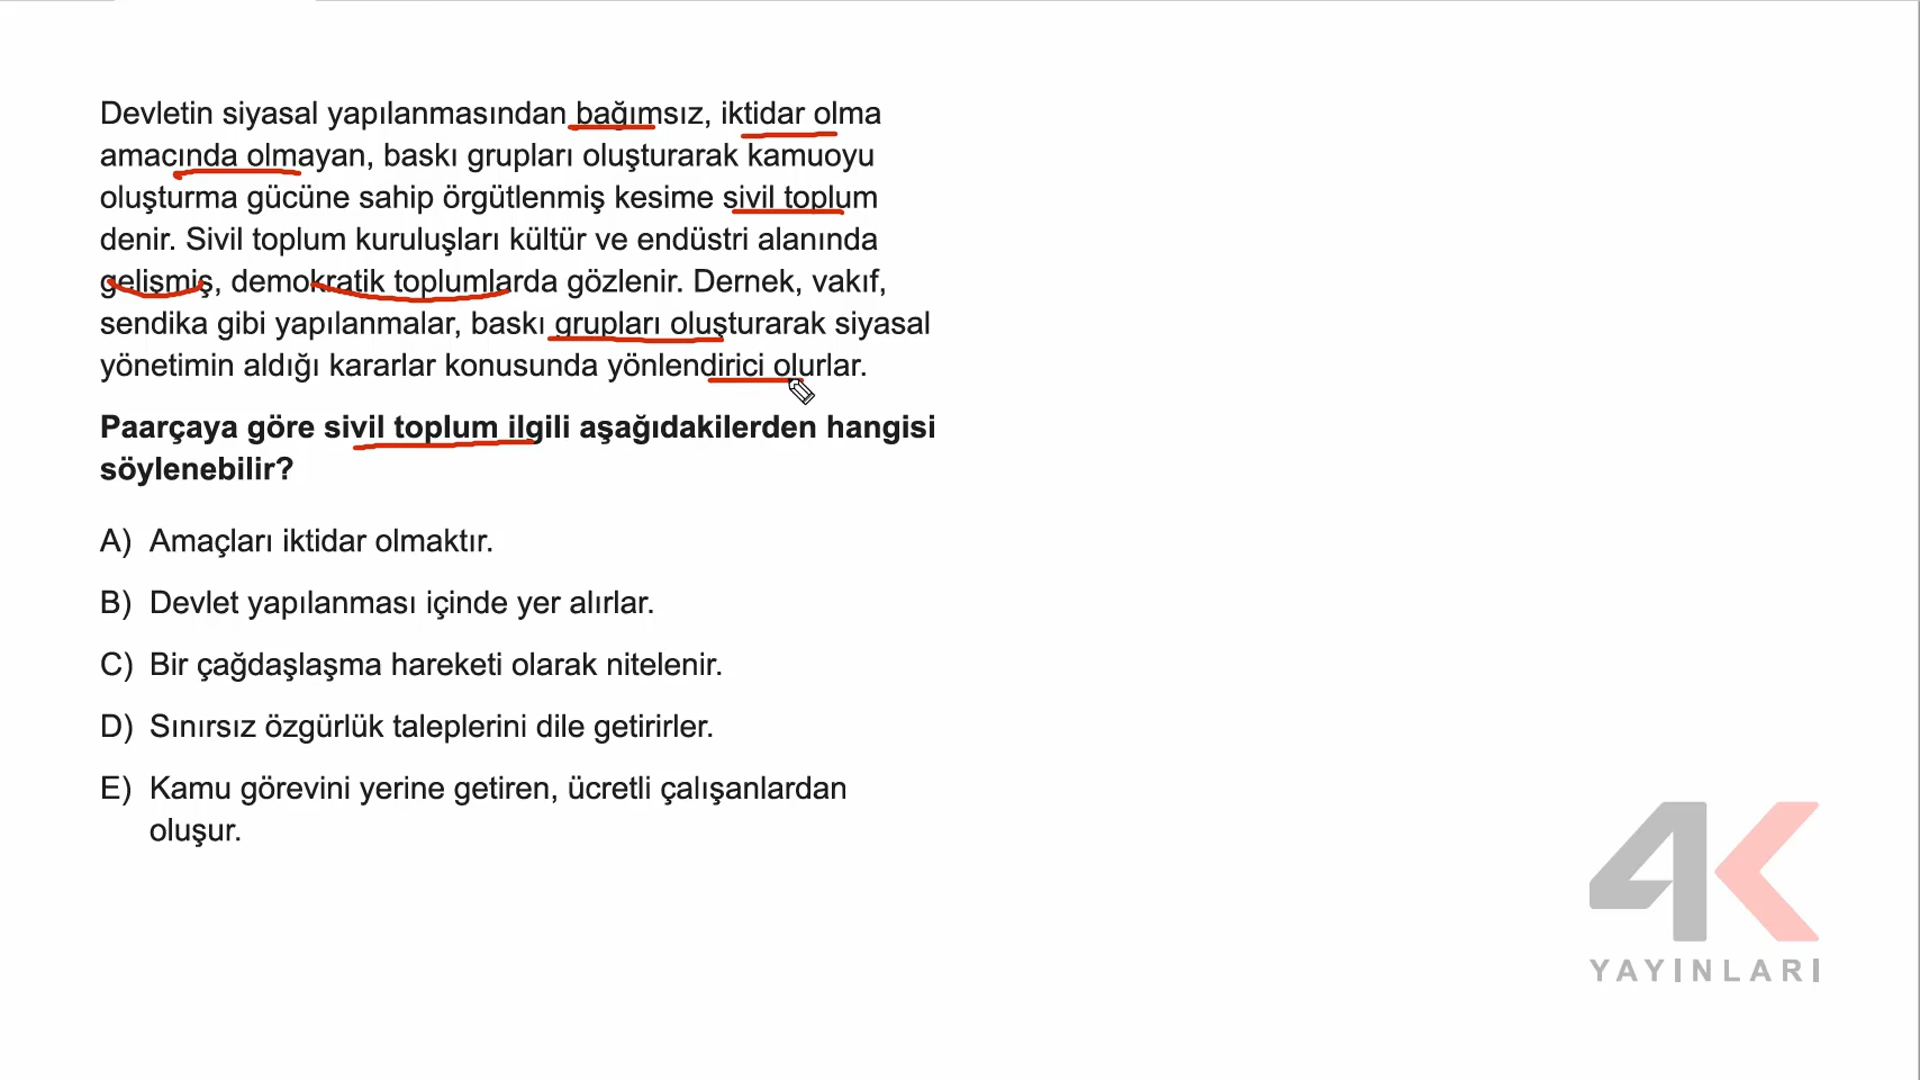 Devletin siyasal yapılanmasından bağımsız, iktidar olma
amacında olmayan, baskı grupları oluşturarak kamuoyu
oluşturma gücüne sahip örgütlenmiş kesime sivil toplum
denir. Sivil toplum kuruluşları kültür ve endüstri alanında
gelişmiş, demokratik toplumlarda gözlenir. Dernek, vakıf,
sendika gibi yapılanmalar, baskı grupları oluşturarak siyasal
yönetimin aldığı kararlar konusunda yönlendirici olurlar.
Paarçaya göre sivil toplum ilgili aşağıdakilerden hangisi
söylenebilir?
A) Amaçları iktidar olmaktır.
B) Devlet yapılanması içinde yer alırlar.
C) Bir çağdaşlaşma hareketi olarak nitelenir.
D) Sınırsız özgürlük taleplerini dile getirirler.
E) Kamu görevini yerine getiren, ücretli çalışanlardan
oluşur.
4K
YAYINLARI